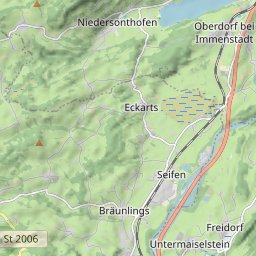 Niedersonthofen
Oberdorf bei
Immenstadt
Eckarts
Seifen
Bräunlings
St 2006
Freidorf
Untermaiselstein